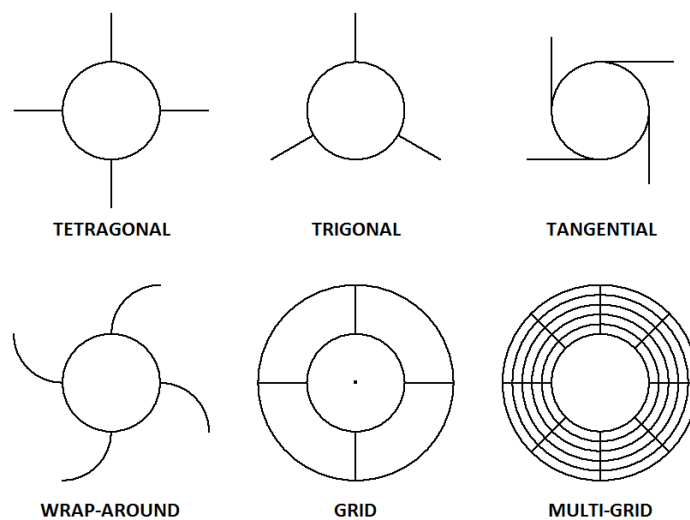 TETRAGONAL
TRIGONAL
TANGENTIAL
WRAP-AROUND
GRID
MULTI-GRID